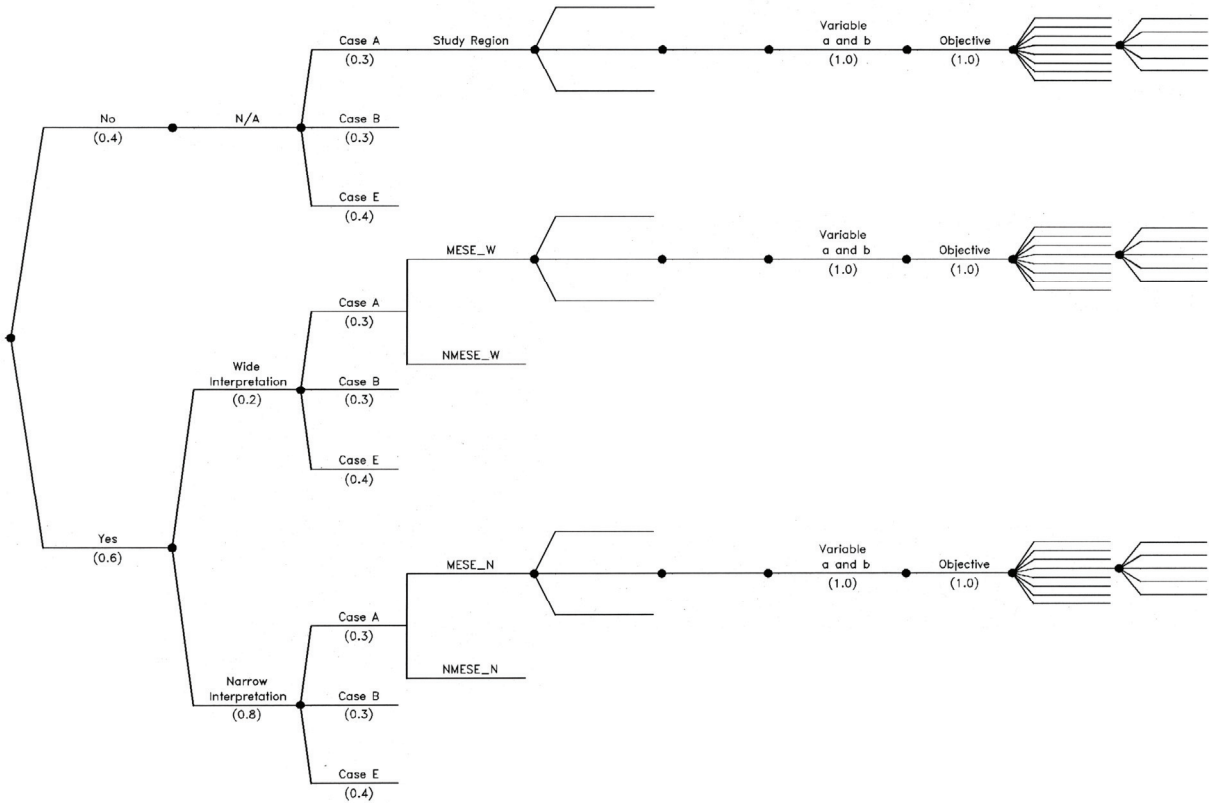 Case A
(0.3)
Study Region
Variable
a and b
(1.0)
Objective
(1.0)
No
(0.4)
N/A
Case B
(0.3)
Case E
(0.4)
MESE_W
Variable
a and b
(1.0)
Objective
(1.0)
Case A
(0.3)
NMESE_W
Wide
Interpretation
(0.2)
Case B
(0.3)
Case E
(0.4)
Yes
(0.6)
MESE_N
Variable
a and b
(1.0)
Objective
(1.0)
Case A
(0.3)
NMESE_N
Narrow
Interpretation
(0.8)
Case B
(0.3)
Case E
(0.4)